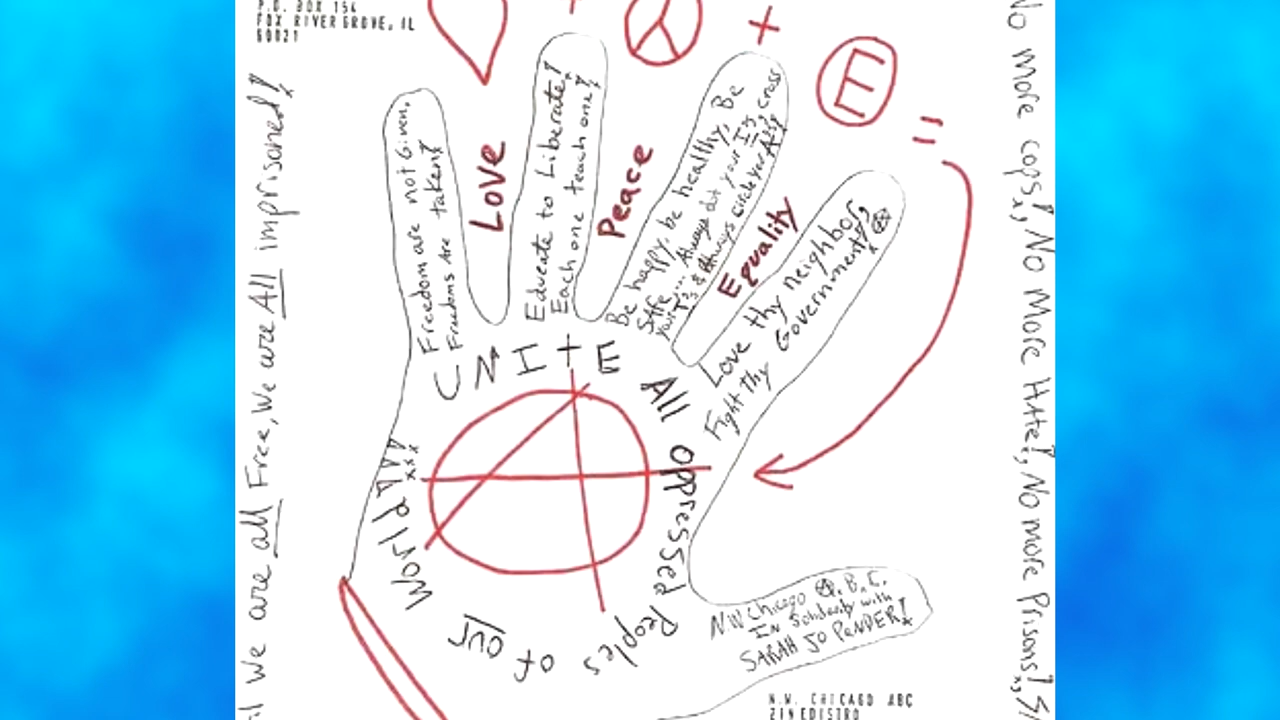 P.O. BOX 156
FOX RIVER GROVE, IL
60021
we are all Free, We are All imprisoned!
No more cops!, No More Hate!, No more Prisons!,
E
=
Freedom are not Given,
Freedoms Are taken!
Love
Educate to Liberate!
Each one teach one!
Peace
Be happy, be healthy, Be
Safe.... Always dot your I's, cross
your T's & Always Circle your A's!
Equality
Love thy neighbor,
Fight Thy Government!
UNITE All oppressed Peoples of our World!!!
NW Chicago A.B.C.
In Solidarity with
SARAH JO PENDER!
N.W. CHICAGO ABC
ZINEDISTRO